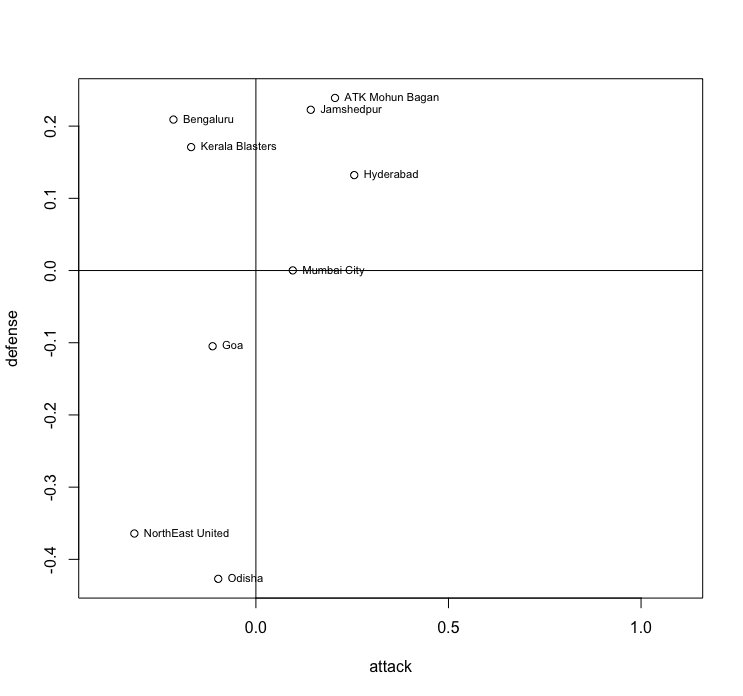 ATK Mohun Bagan
Jamshedpur
Bengaluru
Kerala Blasters
Hyderabad
Mumbai City
Goa
NorthEast United
Odisha
0.2
0.1
0.0
-0.1
-0.2
-0.3
-0.4
defense
0.0 0.5 1.0
attack